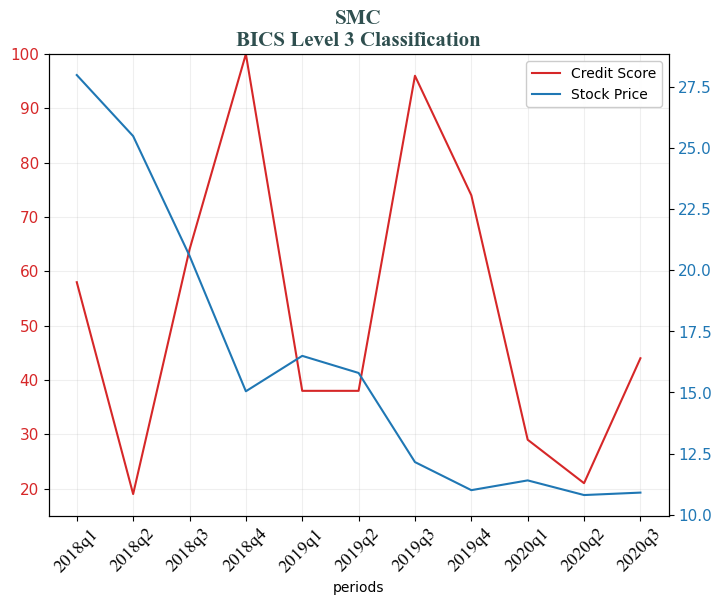 SMC
BICS Level 3 Classification
Credit Score
Stock Price
100
90
80
70
60
50
40
30
20
27.5
25.0
22.5
20.0
17.5
15.0
12.5
10.0
2018q1
2018q2
2018q3
2018q4
2019q1
2019q2
2019q3
2019q4
2020q1
2020q2
2020q3
periods